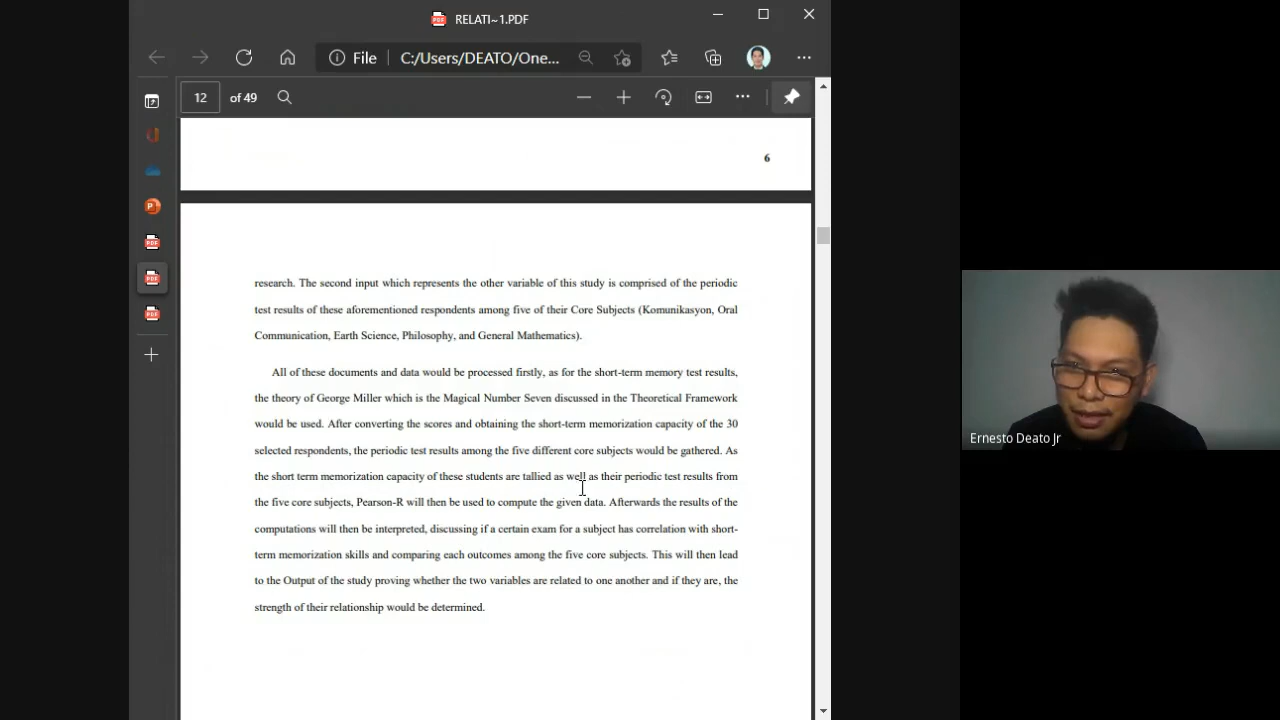 RELATI~1.PDF
File C:/Users/DEATO/One...
12 of 49
6
research. The second input which represents the other variable of this study is comprised of the periodic
test results of these aforementioned respondents among five of their Core Subjects (Komunikasyon, Oral
Communication, Earth Science, Philosophy, and General Mathematics).
All of these documents and data would be processed firstly, as for the short-term memory test results,
the theory of George Miller which is the Magical Number Seven discussed in the Theoretical Framework
would be used. After converting the scores and obtaining the short-term memorization capacity of the 30
selected respondents, the periodic test results among the five different core subjects would be gathered. As
the short term memorization capacity of these students are tallied as well as their periodic test results from
the five core subjects, Pearson-R will then be used to compute the given data. Afterwards the results of the
computations will then be interpreted, discussing if a certain exam for a subject has correlation with short-
term memorization skills and comparing each outcomes among the five core subjects. This will then lead
to the Output of the study proving whether the two variables are related to one another and if they are, the
strength of their relationship would be determined.
Ernesto Deato Jr